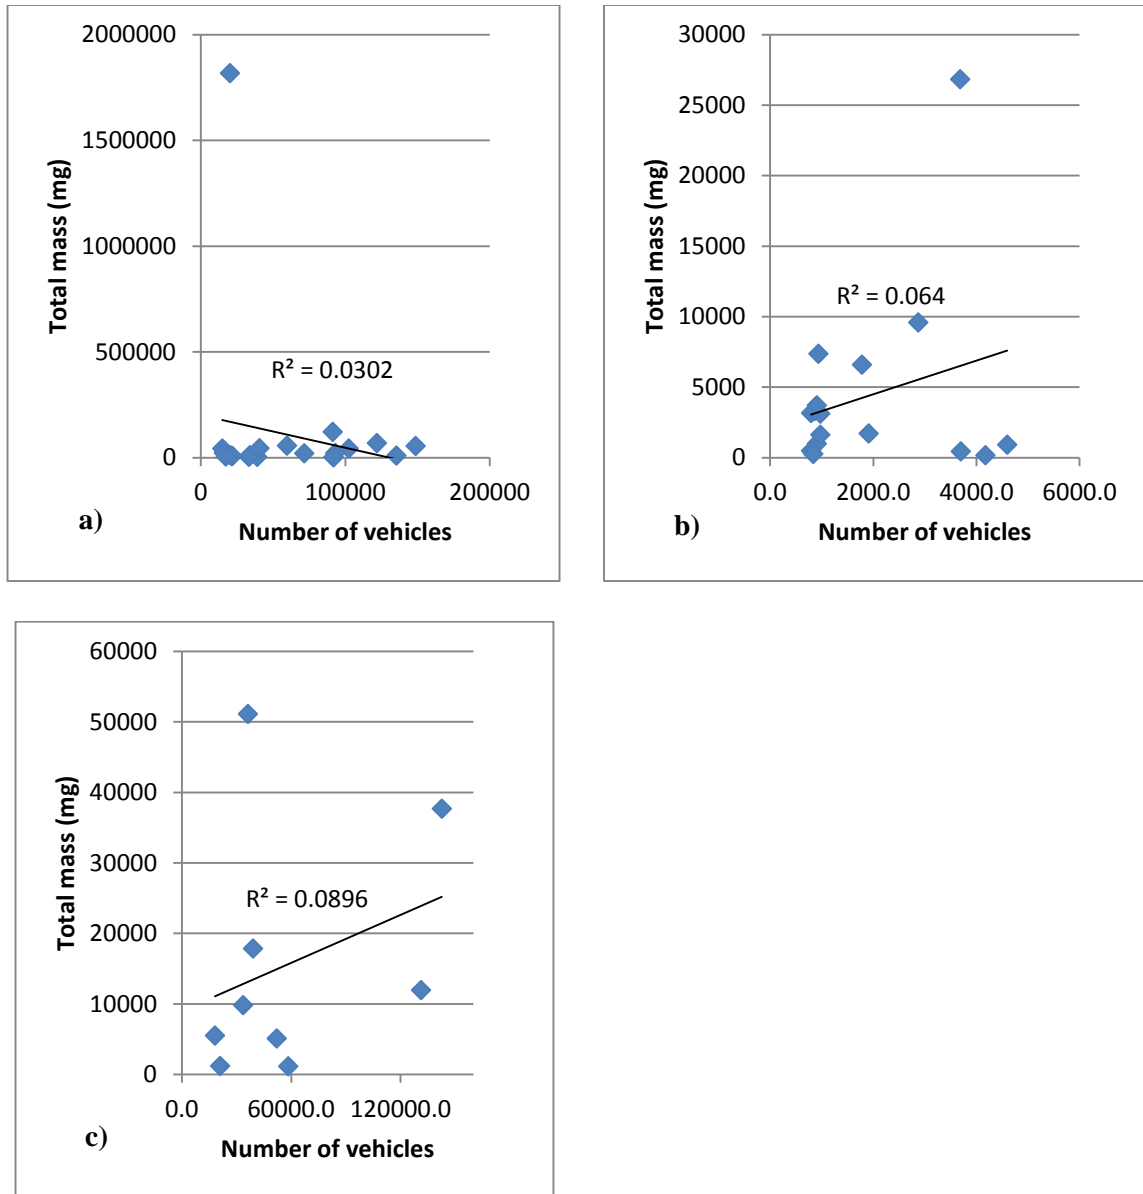 2000000
1500000
1000000
500000
0
Total mass (mg)
R² = 0.0302
0 100000 200000
a)
Number of vehicles
30000
25000
20000
15000
10000
5000
0
Total mass (mg)
R² = 0.064
0.0 2000.0 4000.0 6000.0
b)
Number of vehicles
60000
50000
40000
30000
20000
10000
0
Total mass (mg)
R² = 0.0896
0.0 60000.0 120000.0
c)
Number of vehicles